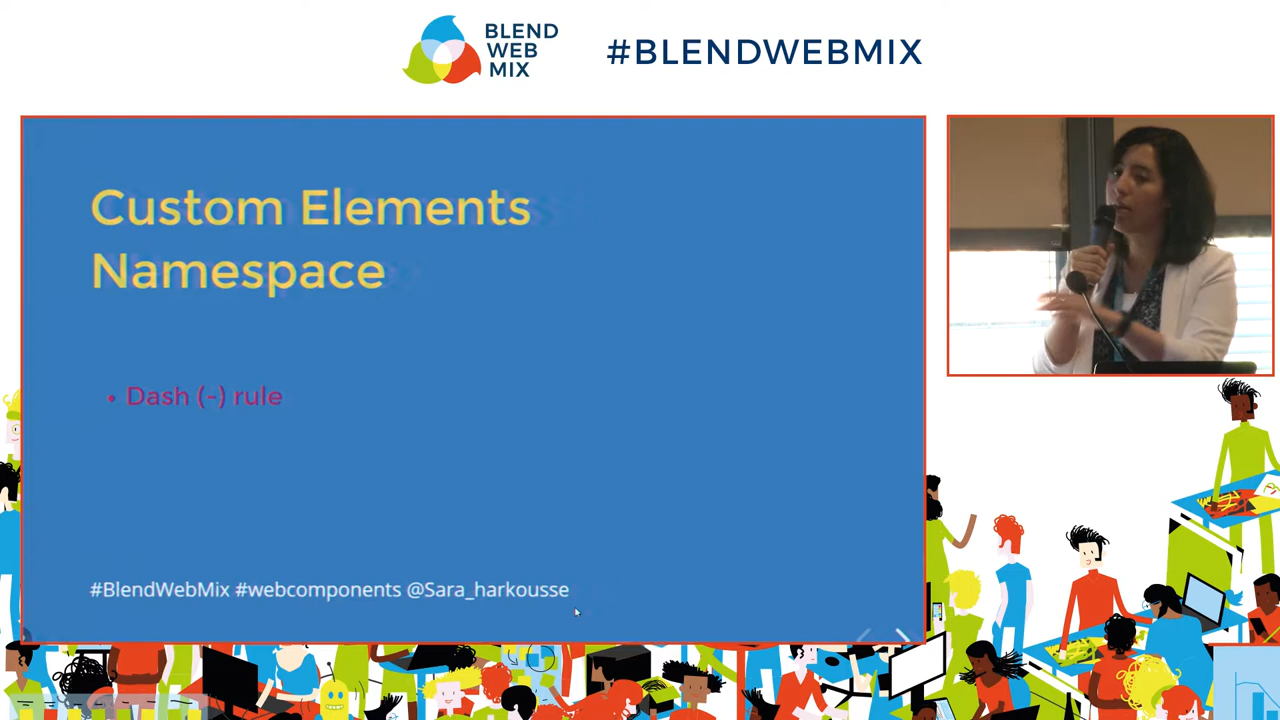 BLEND
WEB
MIX
#BLENDWEBMIX
Custom Elements
Namespace
• Dash (-) rule
#BlendWebMix #webcomponents @Sara_harkousse